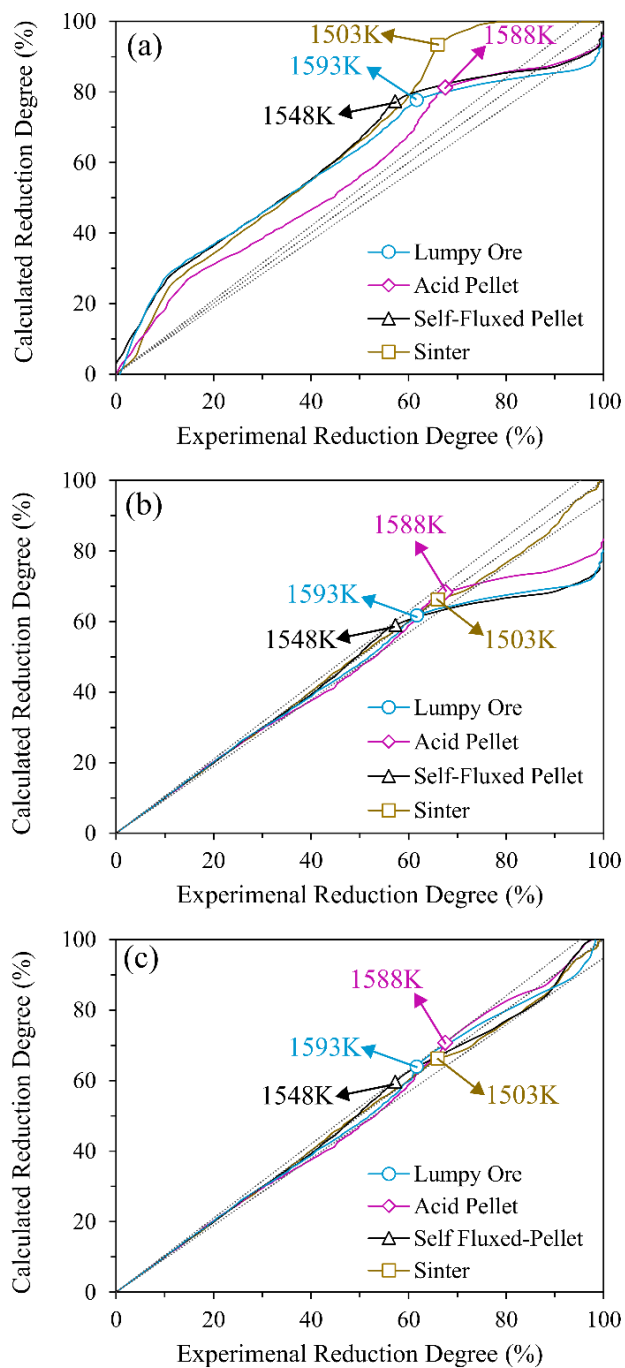 (a)
1503K
1588K
1593K
1548K
Lumpy Ore
Acid Pellet
Self-Fluxed Pellet
Sinter
Calculated Reduction Degree (%)
100
80
60
40
20
0
0 20 40 60 80 100
Experimenal Reduction Degree (%)
(b)
1588K
1593K
1548K
1503K
Lumpy Ore
Acid Pellet
Self-Fluxed Pellet
Sinter
Calculated Reduction Degree (%)
100
80
60
40
20
0
0 20 40 60 80 100
Experimenal Reduction Degree (%)
(c)
1588K
1593K
1548K
1503K
Lumpy Ore
Acid Pellet
Self Fluxed-Pellet
Sinter
Calculated Reduction Degree (%)
100
80
60
40
20
0
0 20 40 60 80 100
Experimenal Reduction Degree (%)